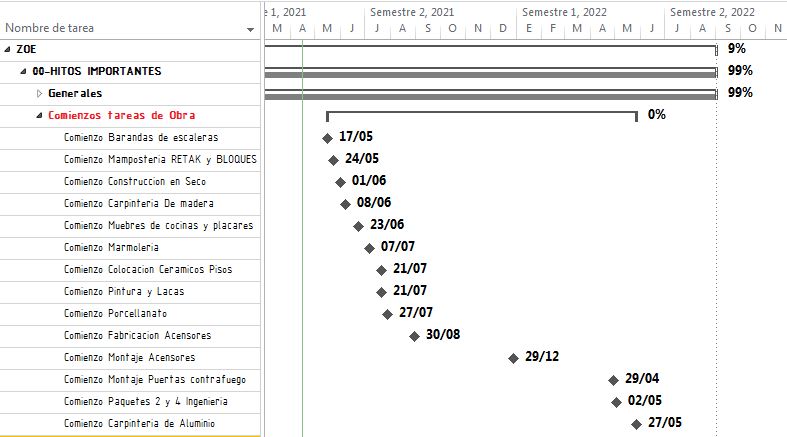 e 1, 2021 Semestre 2, 2021 Semestre 1, 2022 Semestre 2, 2022
Nombre de tarea
M A M J J A S O N D E F M A M J J A S O N
ZOE 9%
00-HITOS IMPORTANTES 99%
Generales 99%
Comienzos tareas de Obra 0%
Comienzo Barandas de escaleras 17/05
Comienzo Mamposteria RETAK y BLOQUES 24/05
Comienzo Construccion en Seco 01/06
Comienzo Carpinteria De madera 08/06
Comienzo Muebres de cocinas y placares 23/06
Comienzo Marmoleria 07/07
Comienzo Colocacion Ceramicos Pisos 21/07
Comienzo Pintura y Lacas 21/07
Comienzo Porcellanato 27/07
Comienzo Fabricacion Acensores 30/08
Comienzo Montaje Acensores 29/12
Comienzo Montaje Puertas contrafuego 29/04
Comienzo Paquetes 2 y 4 Ingenieria 02/05
Comienzo Carpinteria de Aluminio 27/05